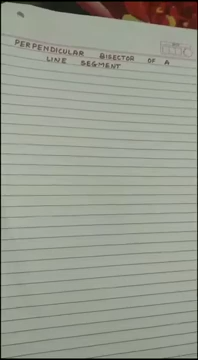 PERPENDICULAR BISECTOR OF A
LINE SEGMENT